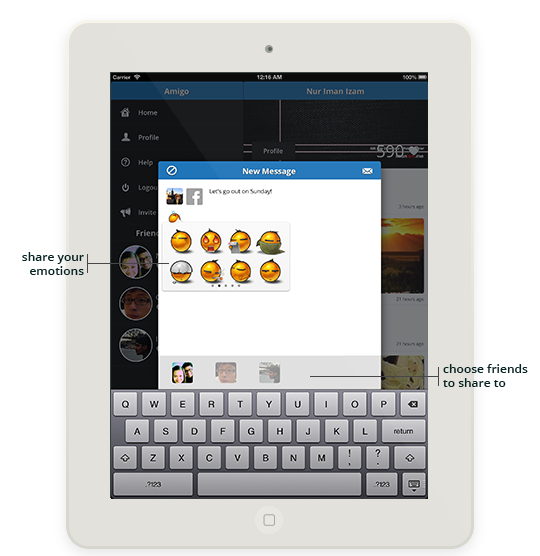 Carrier
12:16 AM
100%
Amigo
Nur Iman Izam
Home
Profile
Help
Logou
Invite
Friend
Profile
590
3 hours ago
21 hours ago
21 hours ago
New Message
Let's go out on Sunday!
share your
emotions
choose friends
to share to
Q W E R T Y U I O P
A S D F G H J K L return
Z X C V B N M ! , ? .
.?123 .?123